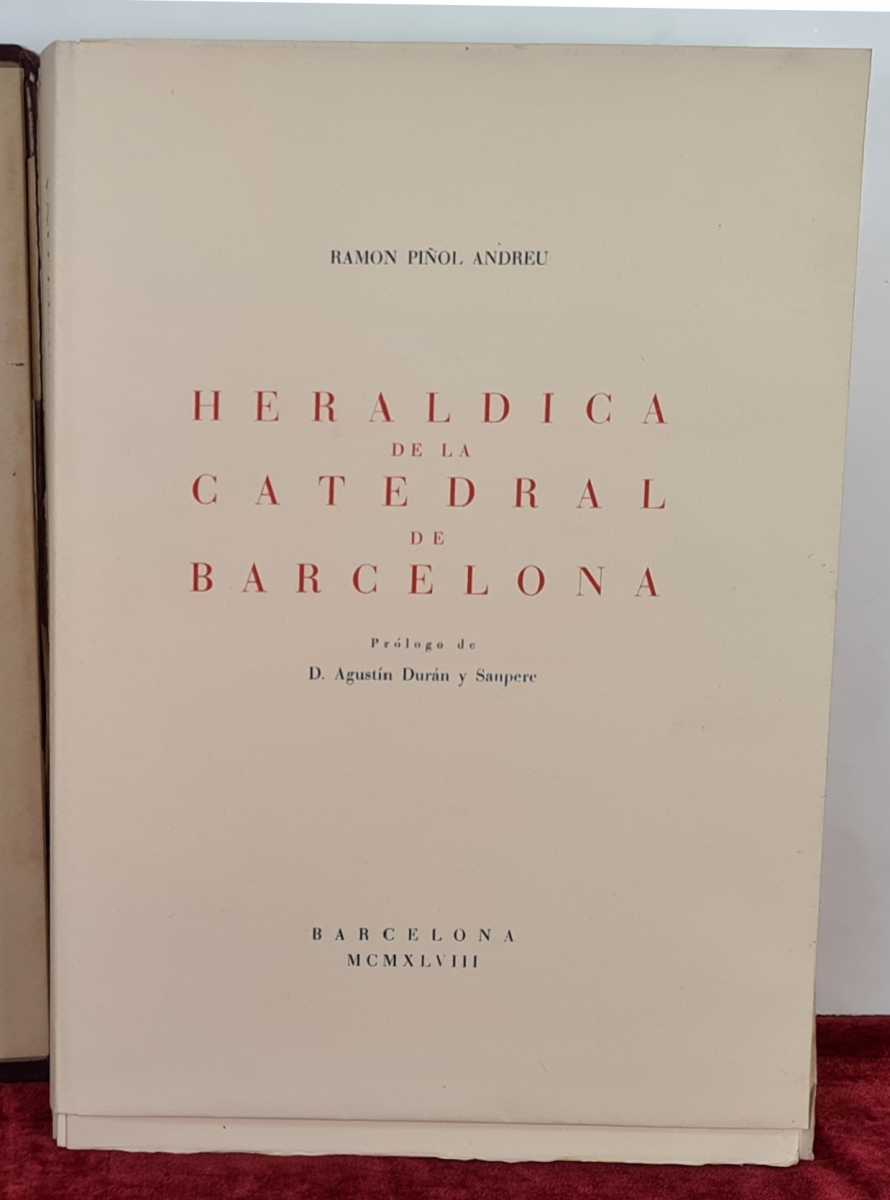 RAMON PIÑOL ANDREU
HERALDICA
DE LA
CATEDRAL
DE
BARCELONA
Prólogo de
D. Agustín Durán y Sanpere
BARCELONA
MCMXLVIII